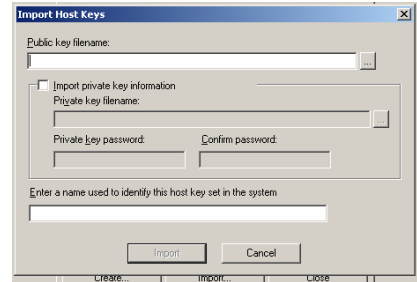 Import Host Keys
Public key filename:
...
Import private key information
Private key filename:
...
Private key password: Confirm password:
Enter a name used to identify this host key set in the system
Import Cancel
Create... Import... Close